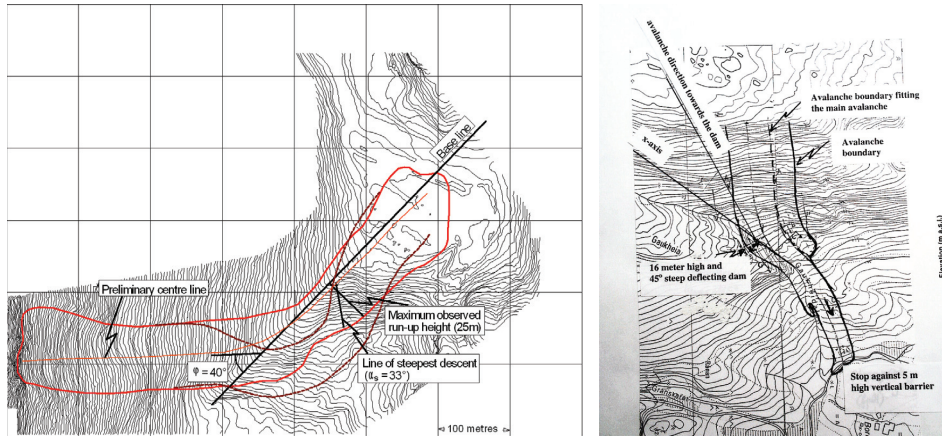 Base line
Preliminary centre line
φ = 40°
Maximum observed
run-up height (25m)
Line of steepest descent
(αs = 33°)
100 metres
avalanche direction towards the dam
x-axis
Avalanche boundary fitting
the main avalanche
Avalanche
boundary
Gaukheia
16 meter high and
45° steep deflecting dam
Stop against 5 m
high vertical barrier
Elevation (m a.s.l.)